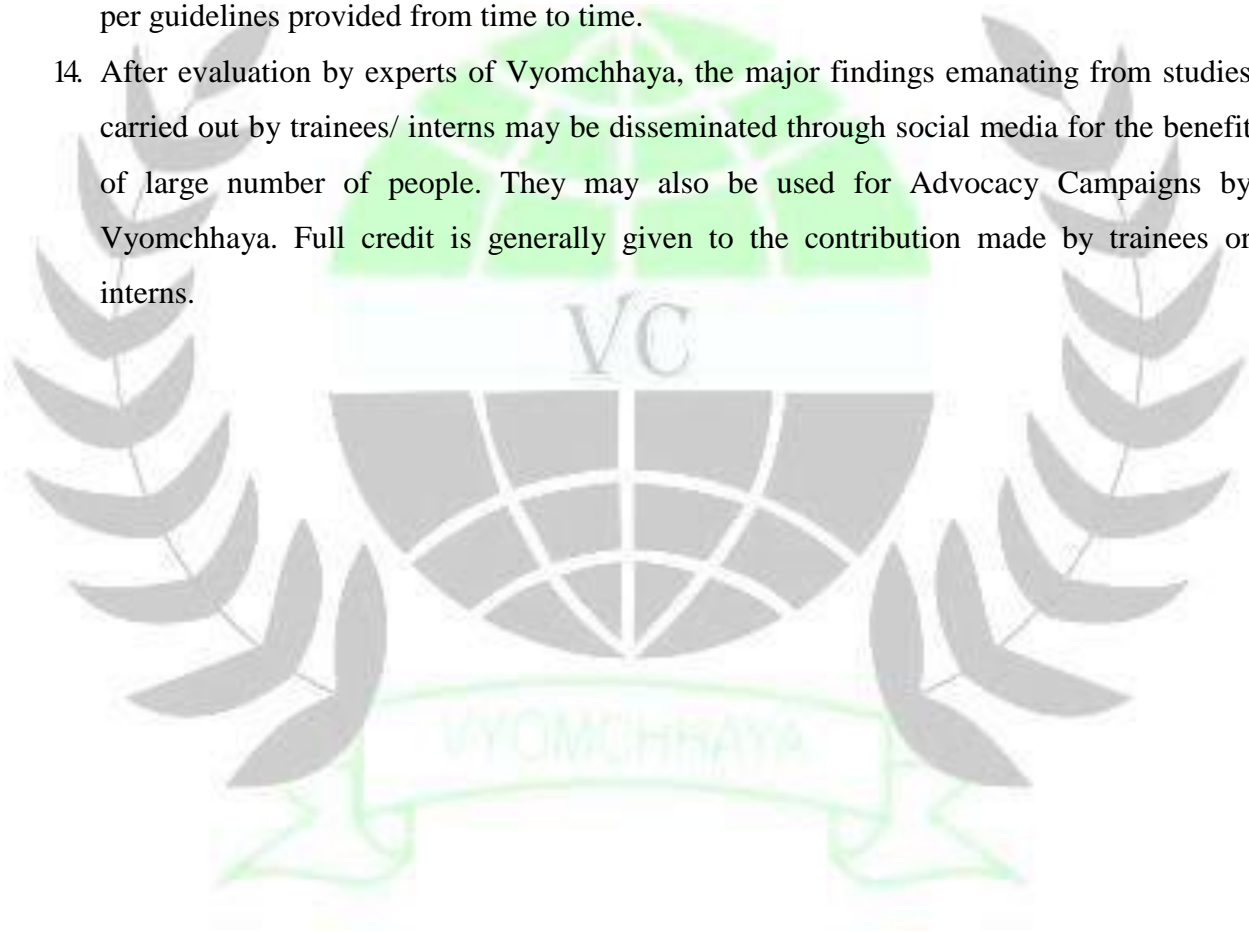 per guidelines provided from time to time.
14. After evaluation by experts of Vyomchhaya, the major findings emanating from studies
carried out by trainees/ interns may be disseminated through social media for the benefit
of large number of people. They may also be used for Advocacy Campaigns by
Vyomchhaya. Full credit is generally given to the contribution made by trainees or
interns.
VC
VYOMCHHAYA